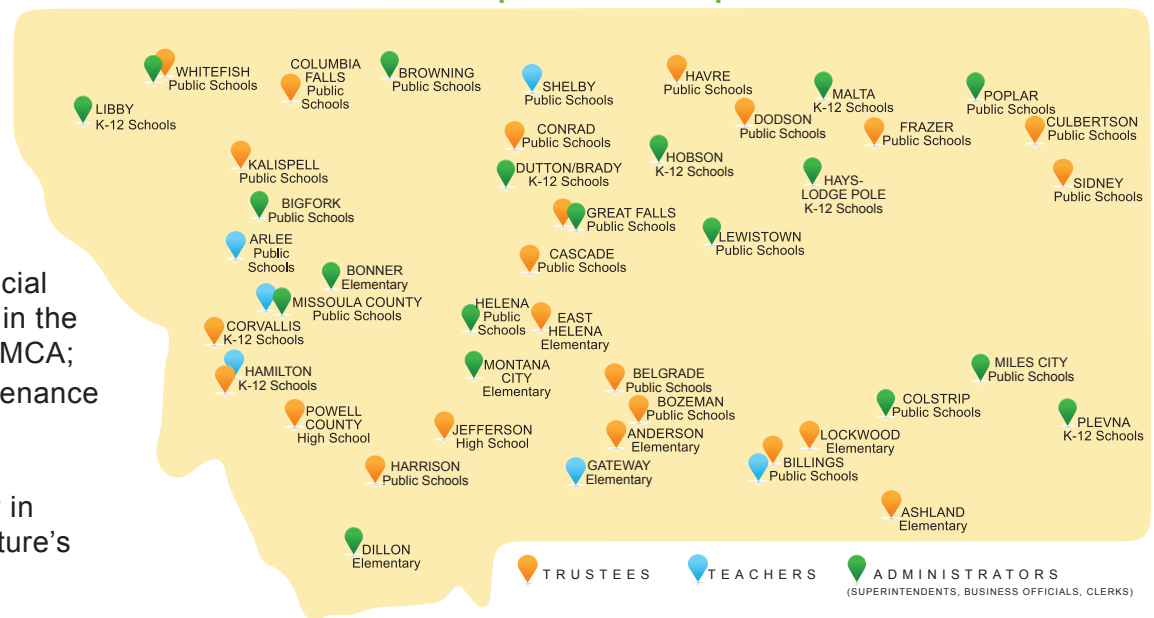 WHITEFISH
Public Schools
COLUMBIA
FALLS
Public
Schools
BROWNING
Public Schools
SHELBY
Public Schools
HAVRE
Public Schools
MALTA
K-12 Schools
POPLAR
Public Schools
LIBBY
K-12 Schools
CONRAD
Public Schools
DODSON
Public Schools
FRAZER
Public Schools
CULBERTSON
Public Schools
KALISPELL
Public Schools
DUTTON/BRADY
K-12 Schools
HOBSON
K-12 Schools
HAYS-
LODGE POLE
K-12 Schools
SIDNEY
Public Schools
BIGFORK
Public Schools
GREAT FALLS
Public Schools
LEWISTOWN
Public Schools
ARLEE
Public
Schools
CASCADE
Public Schools
BONNER
Elementary
MISSOULA COUNTY
Public Schools
HELENA
Public
Schools
EAST
HELENA
Elementary
CORVALLIS
K-12 Schools
HAMILTON
K-12 Schools
MONTANA
CITY
Elementary
BELGRADE
Public Schools
MILES CITY
Public Schools
POWELL
COUNTY
High School
JEFFERSON
High School
BOZEMAN
Public Schools
COLSTRIP
Public Schools
PLEVNA
K-12 Schools
ANDERSON
Elementary
LOCKWOOD
Elementary
HARRISON
Public Schools
GATEWAY
Elementary
BILLINGS
Public Schools
ASHLAND
Elementary
DILLON
Elementary
cial
in the
MCA;
enance
in
ture's
TRUSTEES
TEACHERS
ADMINISTRATORS
(SUPERINTENDENTS, BUSINESS OFFICIALS, CLERKS)